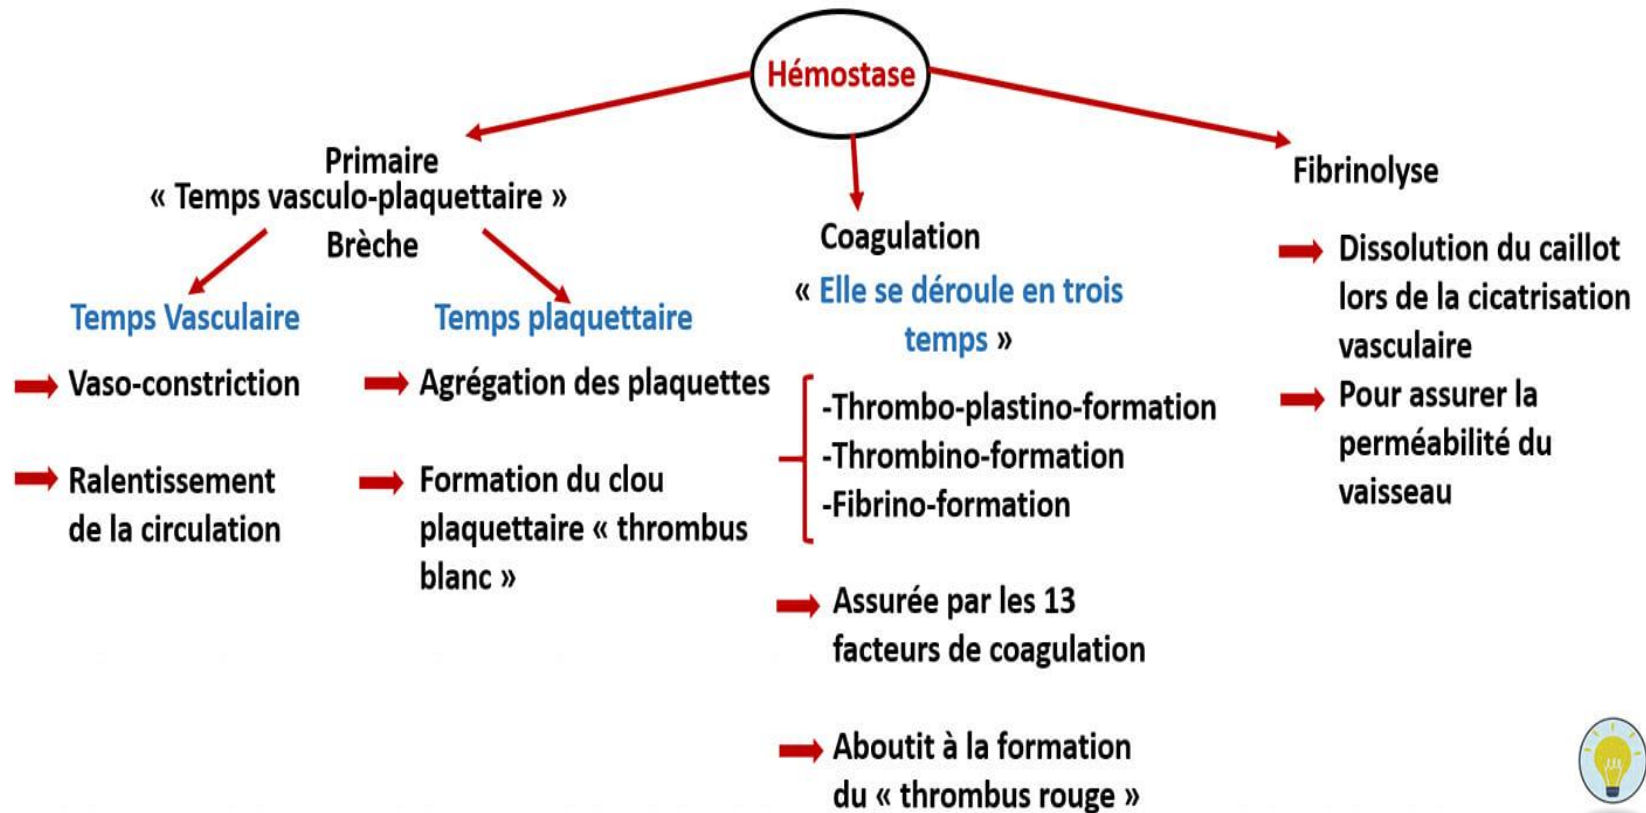 Hémostase
Primaire
« Temps vasculo-plaquettaire »
Brèche
Temps Vasculaire
Vaso-constriction
Ralentissement
de la circulation
Temps plaquettaire
Agrégation des plaquettes
Formation du clou
plaquettaire « thrombus
blanc »
Coagulation
« Elle se déroule en trois
temps »
-Thrombo-plastino-formation
-Thrombino-formation
-Fibrino-formation
Assurée par les 13
facteurs de coagulation
Aboutit à la formation
du « thrombus rouge »
Fibrinolyse
Dissolution du caillot
lors de la cicatrisation
vasculaire
Pour assurer la
perméabilité du
vaisseau